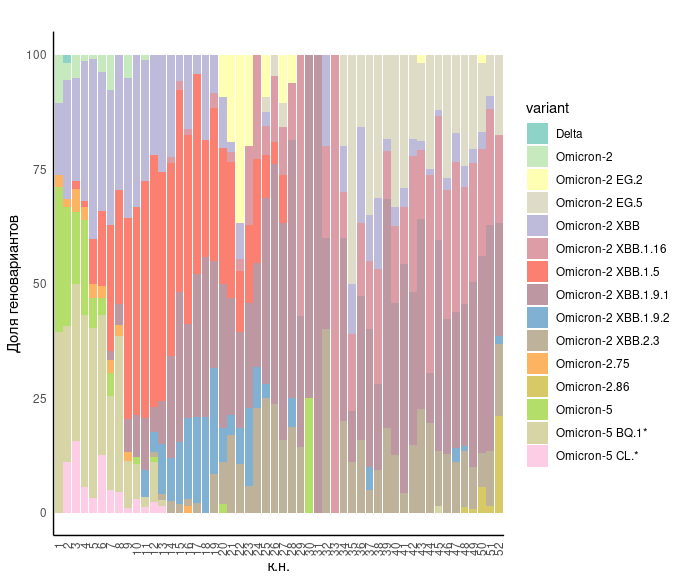 100
75
50
25
0
Доля геновариантов
1 2 3 4 5 6 7 8 9 10 11 12 13 14 15 16 17 18 19 20 21 22 23 24 25 26 27 28 29 30 31 32 33 34 35 36 37 38 39 40 41 42 43 44 45 46 47 48 49 50 51 52
к.н.
variant
Delta
Omicron-2
Omicron-2 EG.2
Omicron-2 EG.5
Omicron-2 XBB
Omicron-2 XBB.1.16
Omicron-2 XBB.1.5
Omicron-2 XBB.1.9.1
Omicron-2 XBB.1.9.2
Omicron-2 XBB.2.3
Omicron-2.75
Omicron-2.86
Omicron-5
Omicron-5 BQ.1*
Omicron-5 CL.*